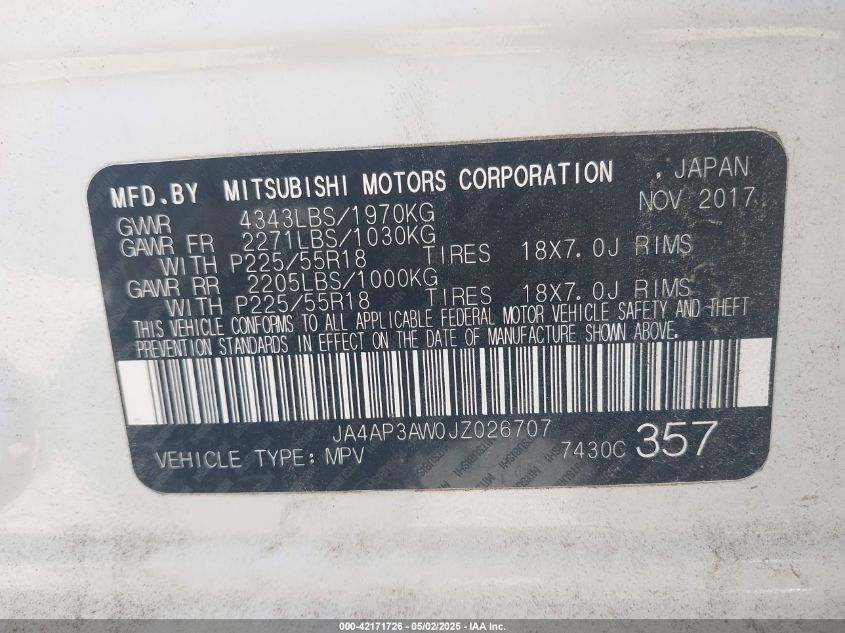 MFD.BY MITSUBISHI MOTORS CORPORATION . JAPAN
GVWR 4343LBS/1970KG NOV 2017
GAWR FR 2271LBS/1030KG
WITH P225/55R18 TIRES 18X7.0J RIMS
GAWR RR 2205LBS/1000KG
WITH P225/55R18 TIRES 18X7.0J RIMS
THIS VEHICLE CONFORMS TO ALL APPLICABLE FEDERAL MOTOR VEHICLE SAFETY AND THEFT
PREVENTION STANDARDS IN EFFECT ON THE DATE OF MANUFACTURE SHOWN ABOVE.
JA4AP3AW0JZ026707
VEHICLE TYPE: MPV 7430C 357
000-42171726 - 05/02/2025 - IAA Inc.